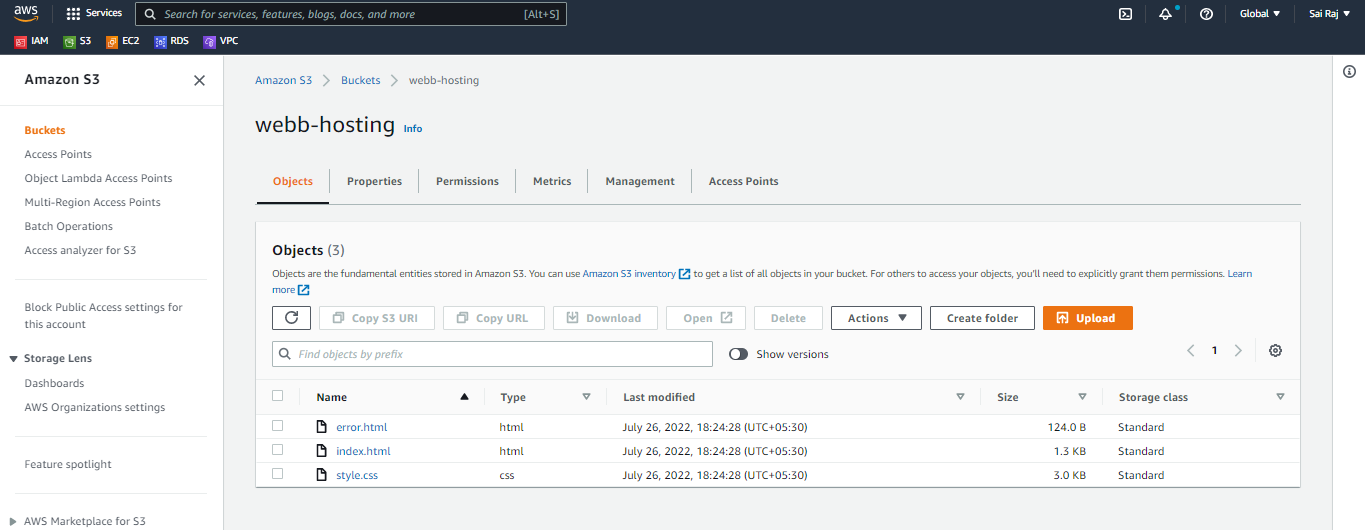 aws
Services
Search for services, features, blogs, docs, and more
[Alt+S]
Global
Sai Raj
IAM
S3
EC2
RDS
VPC
Amazon S3
Buckets
Access Points
Object Lambda Access Points
Multi-Region Access Points
Batch Operations
Access analyzer for S3
Block Public Access settings for
this account
Storage Lens
Dashboards
AWS Organizations settings
Feature spotlight
AWS Marketplace for S3
Amazon S3
Buckets
webb-hosting
webb-hosting Info
Objects
Properties
Permissions
Metrics
Management
Access Points
Objects (3)
Objects are the fundamental entities stored in Amazon S3. You can use Amazon S3 inventory to get a list of all objects in your bucket. For others to access your objects, you'll need to explicitly grant them permissions. Learn
more
Copy S3 URI
Copy URL
Download
Open
Delete
Actions
Create folder
Upload
Find objects by prefix
Show versions
1
Name Type Last modified Size Storage class
error.html html July 26, 2022, 18:24:28 (UTC+05:30) 124.0 B Standard
index.html html July 26, 2022, 18:24:28 (UTC+05:30) 1.3 KB Standard
style.css css July 26, 2022, 18:24:28 (UTC+05:30) 3.0 KB Standard